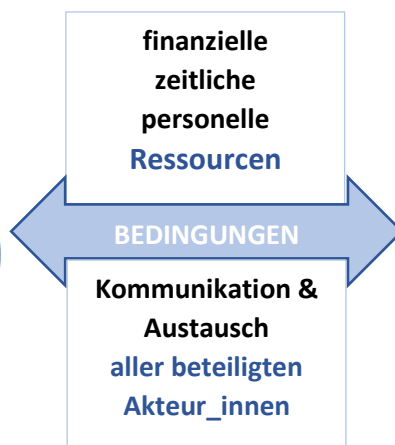 finanzielle
zeitliche
personelle
Ressourcen
BEDINGUNGEN
Kommunikation &
Austausch
aller beteiligten
Akteur_innen